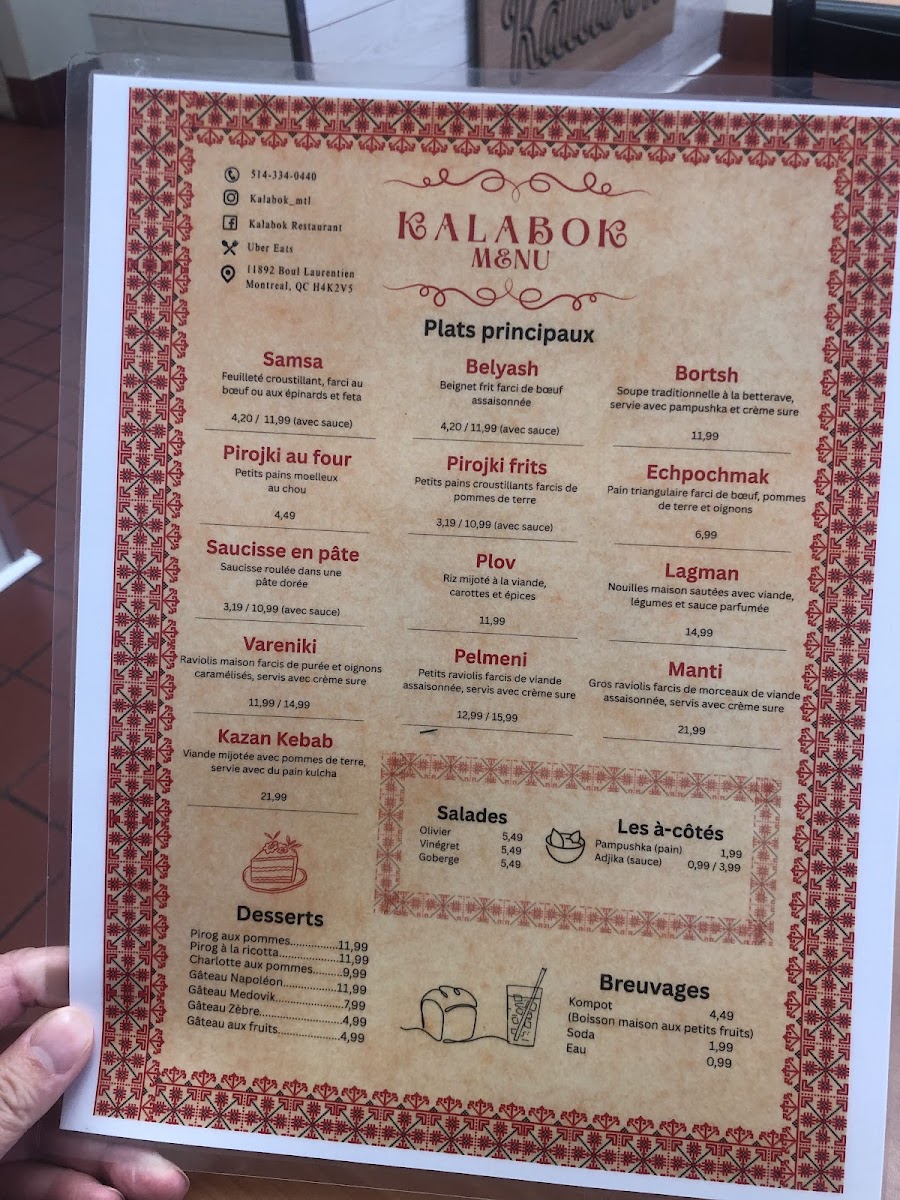 Kalabok
514-334-0440
Kalabok_mtl
Kalabok Restaurant
Uber Eats
11892 Boul Laurentien
Montreal, QC H4K2V5
KALABOK
MENU
Plats principaux
Samsa
Feuilleté croustillant, farci au
bœuf ou aux épinards et feta
4,20 / 11,99 (avec sauce)
Belyash
Beignet frit farci de bœuf
assaisonnée
4,20 / 11,99 (avec sauce)
Bortsh
Soupe traditionnelle à la betterave,
servie avec pampushka et crème sure
11,99
Pirojki au four
Petits pains moelleux
au chou
4,49
Pirojki frits
Petits pains croustillants farcis de
pommes de terre
3,19 / 10,99 (avec sauce)
Echpochmak
Pain triangulaire farci de bœuf, pommes
de terre et oignons
6,99
Saucisse en pâte
Saucisse roulée dans une
pâte dorée
3,19 / 10,99 (avec sauce)
Plov
Riz mijoté à la viande,
carottes et épices
11,99
Lagman
Nouilles maison sautées avec viande,
légumes et sauce parfumée
14,99
Vareniki
Raviolis maison farcis de purée et oignons
caramélisés, servis avec crème sure
11,99 / 14,99
Pelmeni
Petits raviolis farcis de viande
assaisonnée, servis avec crème sure
12,99 / 15,99
Manti
Gros raviolis farcis de morceaux de viande
assaisonnée, servis avec crème sure
21,99
Kazan Kebab
Viande mijotée avec pommes de terre,
servie avec du pain kulcha
21,99
Salades
Olivier 5,49
Vinégret 5,49
Goberge 5,49
Les à-côtés
Pampushka (pain) 1,99
Adjika (sauce) 0,99 / 3,99
Desserts
Pirog aux pommes................11,99
Pirog à la ricotta...................11,99
Charlotte aux pommes.........9,99
Gâteau Napoléon.................11,99
Gâteau Medovik....................7,99
Gâteau Zèbre.........................4,99
Gâteau aux fruits...................4,99
Breuvages
Kompot 4,49
(Boisson maison aux petits fruits)
Soda 1,99
Eau 0,99